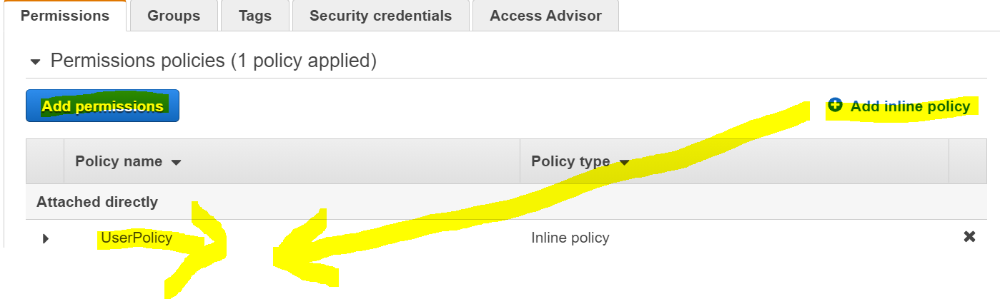 Permissions Groups Tags Security credentials Access Advisor
Permissions policies (1 policy applied)
Add permissions Add inline policy
Policy name Policy type
Attached directly
UserPolicy Inline policy